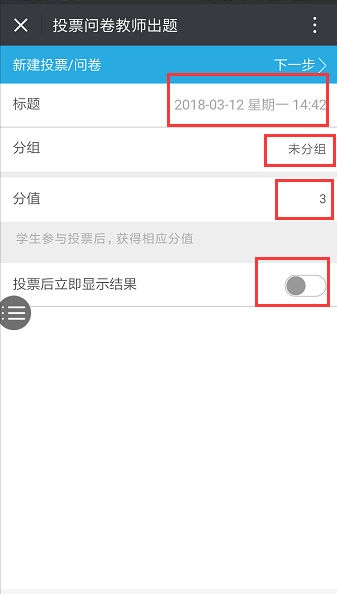 投票问卷教师出题
新建投票/问卷 下一步
标题 2018-03-12 星期一 14:42
分组 未分组
分值 3
学生参与投票后，获得相应分值
投票后立即显示结果